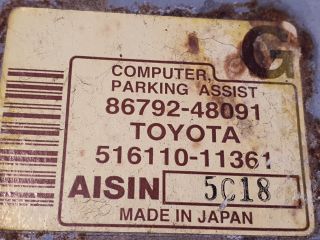 G
COMPUTER,
PARKING ASSIST
86792-48091
TOYOTA
516110-11361
AISIN 5C18
MADE IN JAPAN